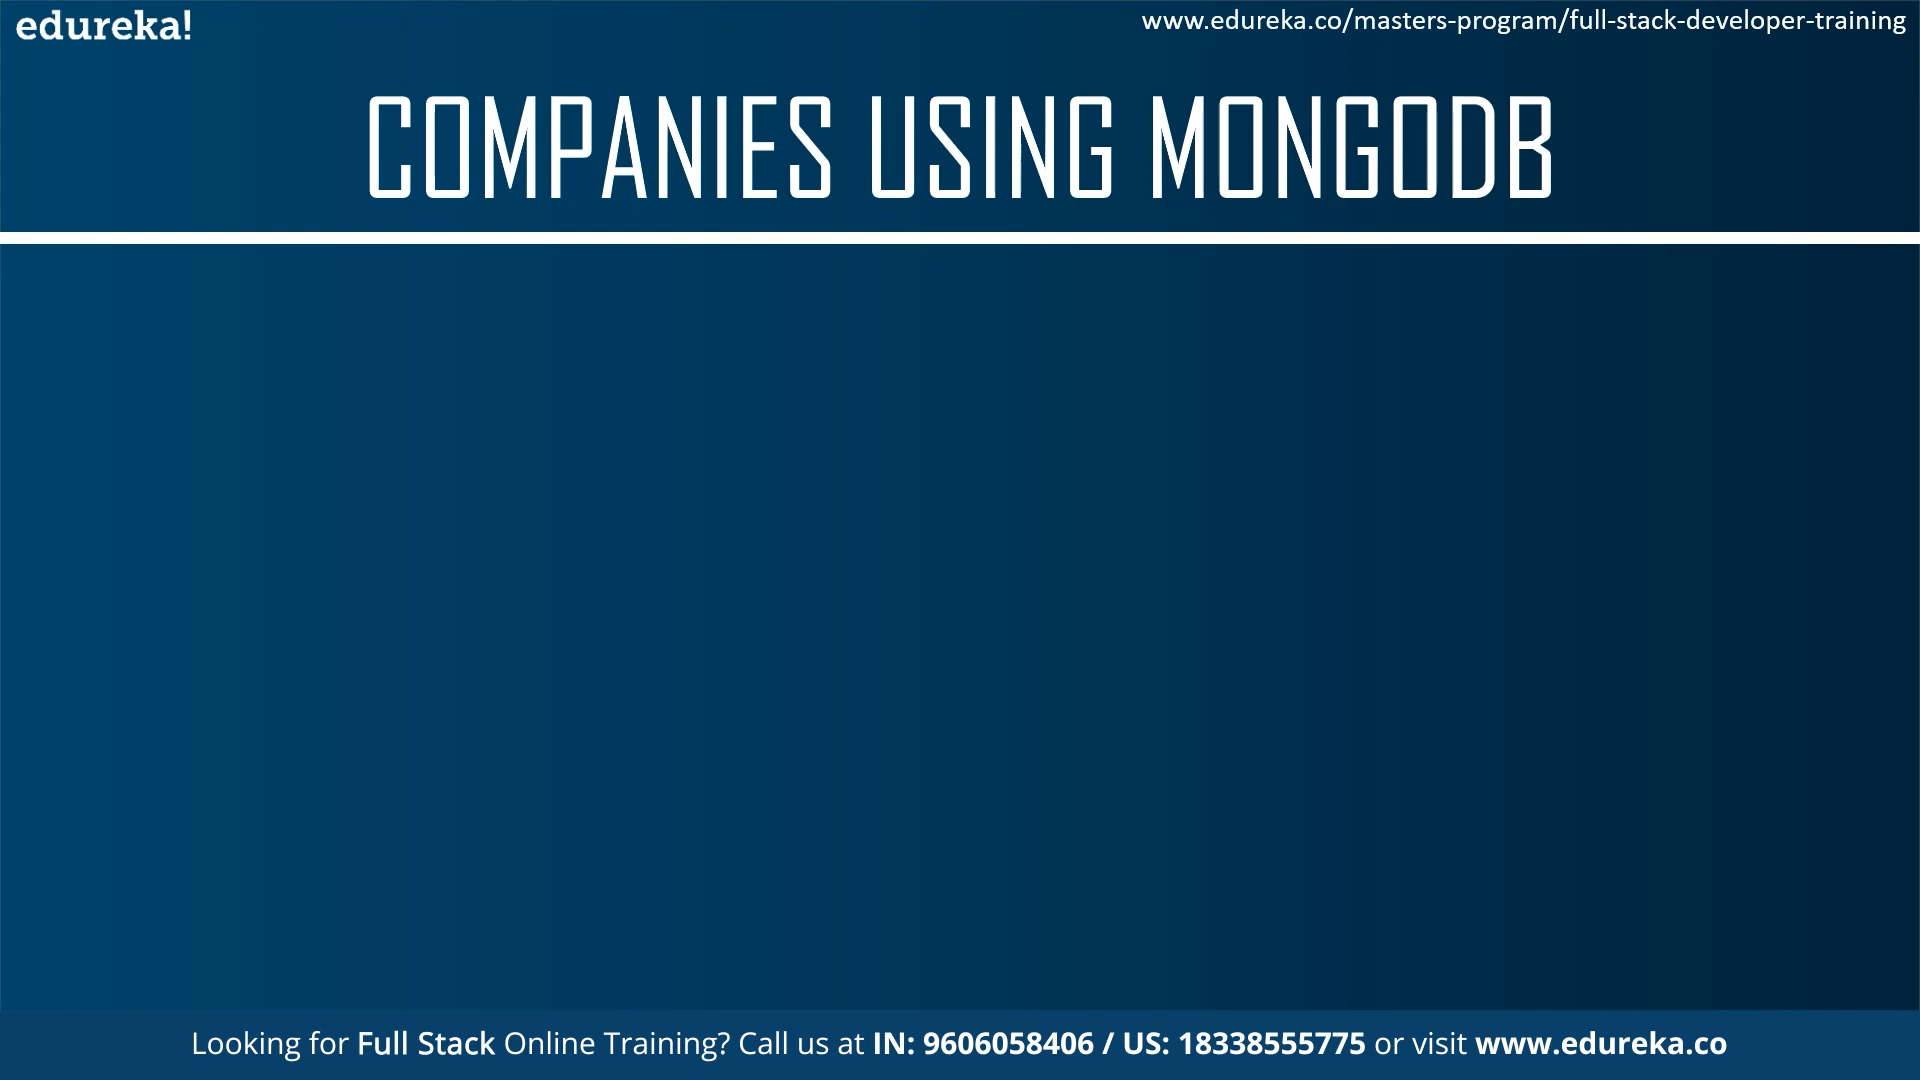 edureka!
www.edureka.co/masters-program/full-stack-developer-training
COMPANIES USING MONGODB
Looking for Full Stack Online Training? Call us at IN: 9606058406 / US: 18338555775 or visit www.edureka.co